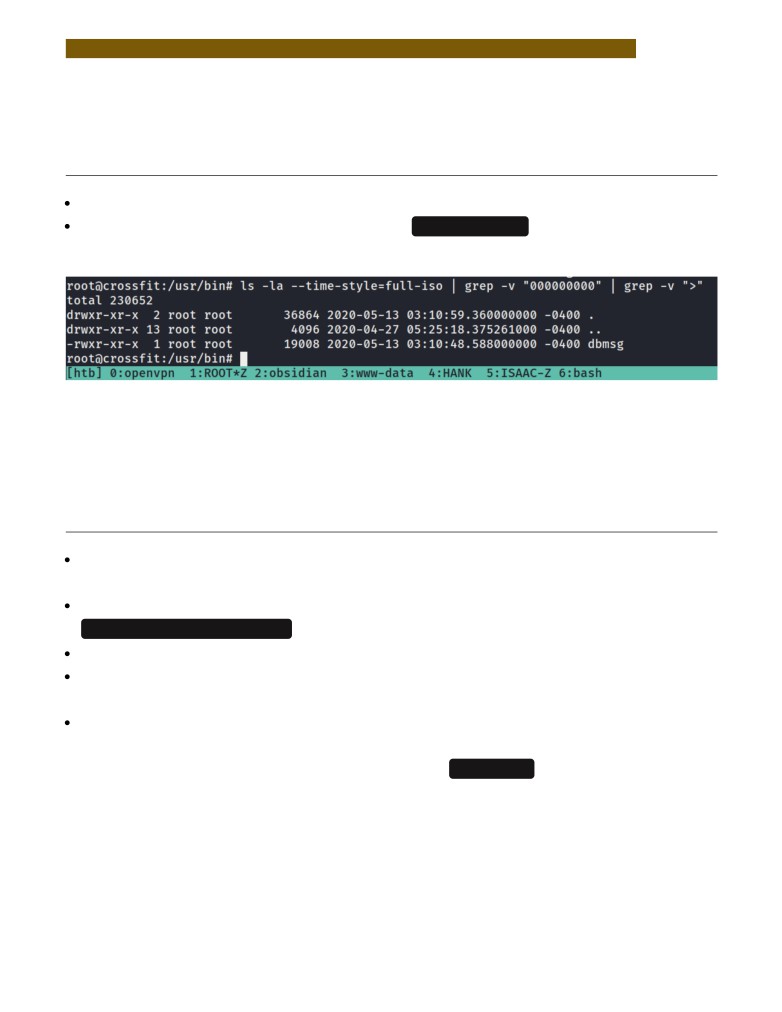 root@crossfit:/usr/bin# ls -la --time-style=full-iso | grep -v "000000000" | grep -v ">"
total 230652
drwxr-xr-x  2 root root       36864 2020-05-13 03:10:59.360000000 -0400 .
drwxr-xr-x 13 root root        4096 2020-04-27 05:25:18.375261000 -0400 ..
-rwxr-xr-x  1 root root       19008 2020-05-13 03:10:48.588000000 -0400 dbmsg
root@crossfit:/usr/bin#
[htb] 0:openvpn  1:ROOT*Z 2:obsidian  3:www-data  4:HANK  5:ISAAC-Z 6:bash